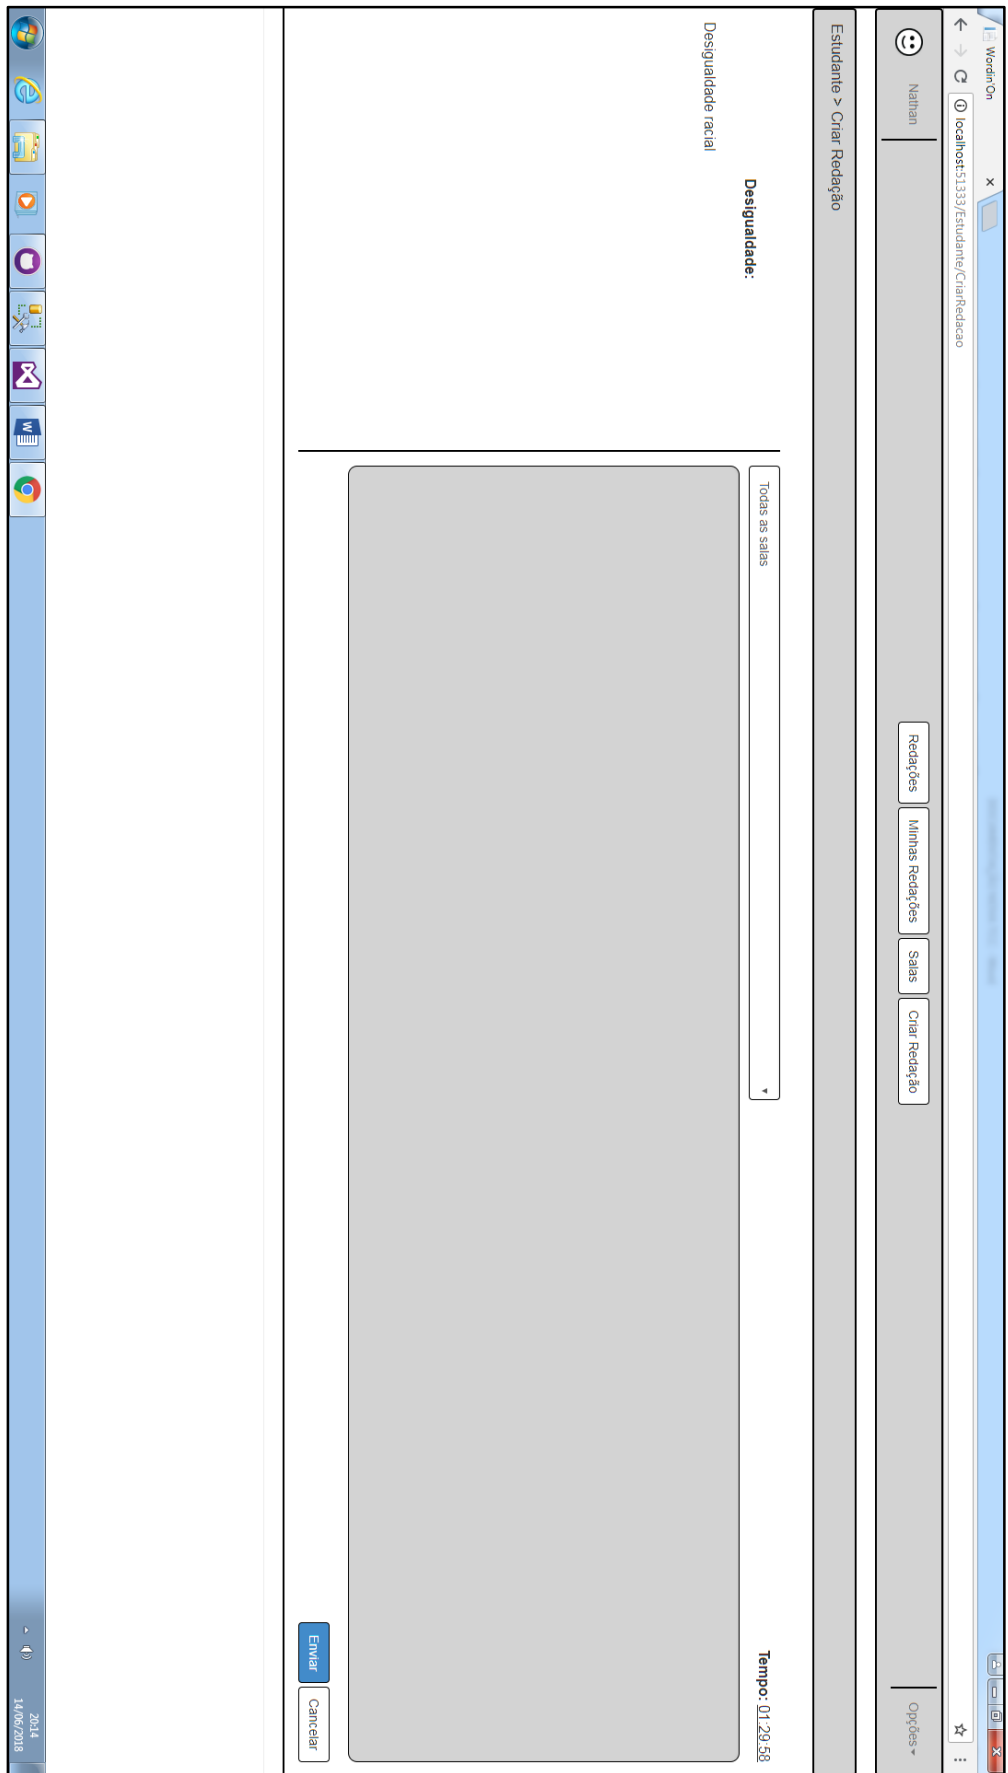 Wordin'On
localhost:51333/Estudante/CriarRedacao
Nathan
Redações
Minhas Redações
Salas
Criar Redação
Opções
Estudante > Criar Redação
Desigualdade:
Desigualdade racial
Todas as salas
Tempo: 01:29:58
Enviar
Cancelar
20:14
14/06/2018